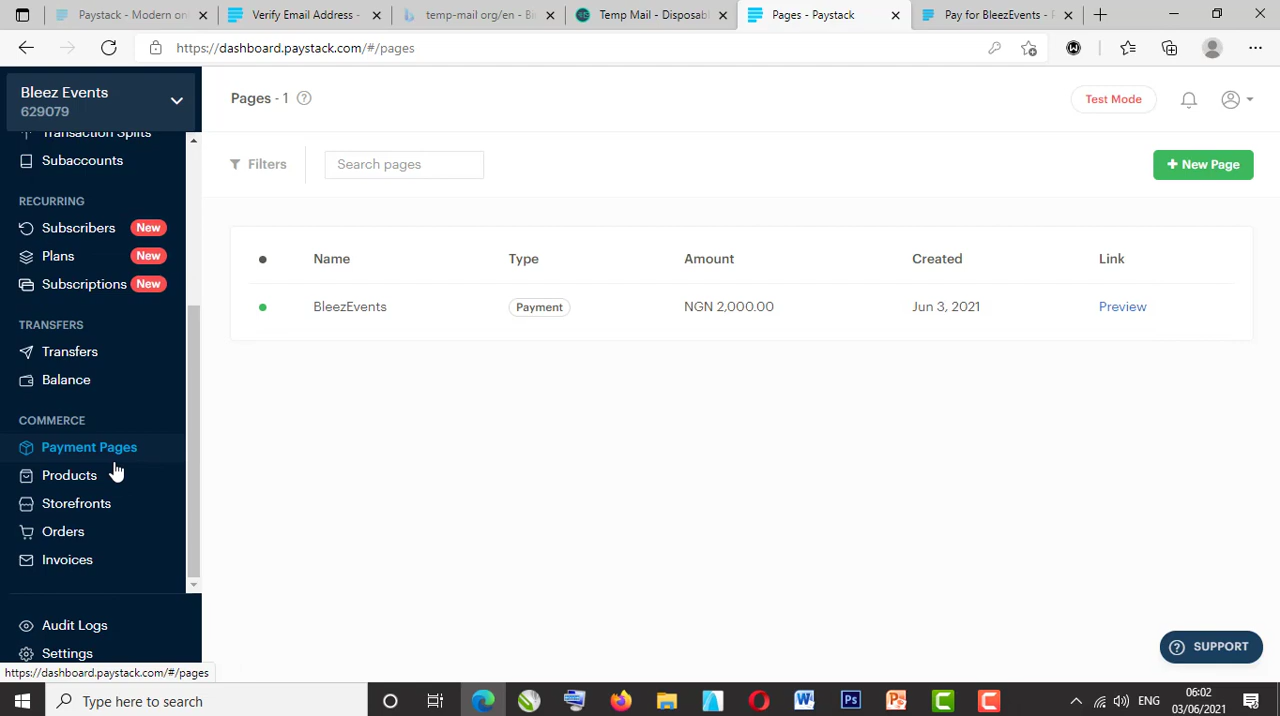 Paystack - Modern on
Verify Email Address -
temp-mail org/en - Bi
Temp Mail - Disposabl
Pages - Paystack
Pay for BleezEvents - P
https://dashboard.paystack.com/#/pages
Bleez Events
629079
Transaction Splits
Subaccounts
RECURRING
Subscribers New
Plans New
Subscriptions New
TRANSFERS
Transfers
Balance
COMMERCE
Payment Pages
Products
Storefronts
Orders
Invoices
Audit Logs
Settings
https://dashboard.paystack.com/#/pages
Pages - 1
Test Mode
Filters
Search pages
+ New Page
Name Type Amount Created Link
BleezEvents Payment NGN 2,000.00 Jun 3, 2021 Preview
SUPPORT
Type here to search
ENG
06:02
03/06/2021